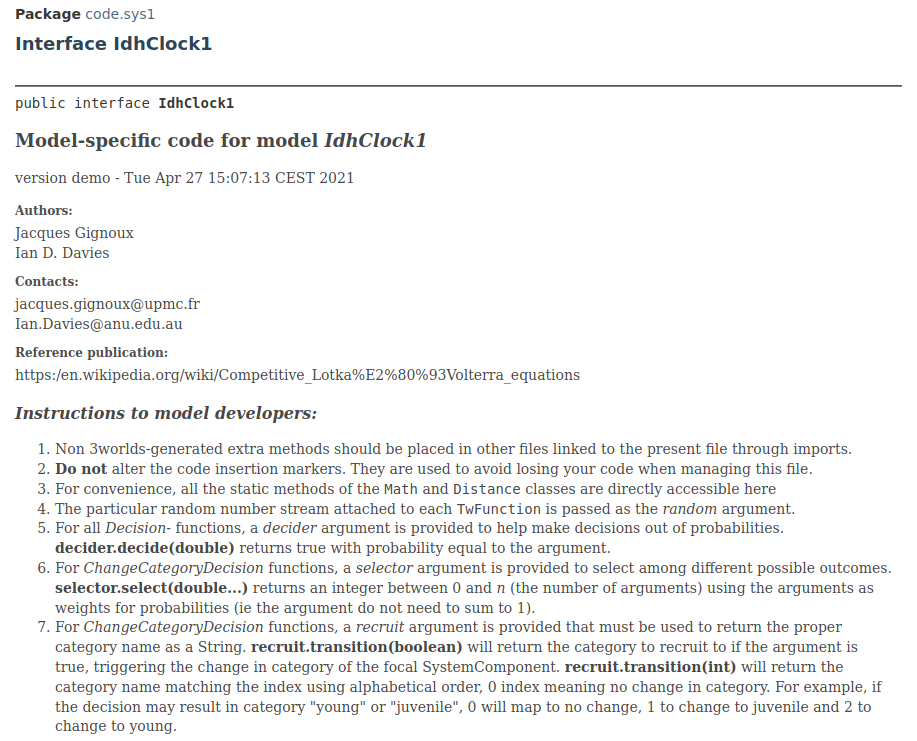 Package code.sys1
Interface IdhClock1
public interface IdhClock1
Model-specific code for model IdhClock1
version demo - Tue Apr 27 15:07:13 CEST 2021
Authors:
Jacques Gignoux
Ian D. Davies
Contacts:
jacques.gignoux@upmc.fr
Ian.Davies@anu.edu.au
Reference publication:
https:/en.wikipedia.org/wiki/Competitive_Lotka%E2%80%93Volterra_equations
Instructions to model developers:
1. Non 3worlds-generated extra methods should be placed in other files linked to the present file through imports.
2. Do not alter the code insertion markers. They are used to avoid losing your code when managing this file.
3. For convenience, all the static methods of the Math and Distance classes are directly accessible here
4. The particular random number stream attached to each TwFunction is passed as the random argument.
5. For all Decision- functions, a decider argument is provided to help make decisions out of probabilities.
decider.decide(double) returns true with probability equal to the argument.
6. For ChangeCategoryDecision functions, a selector argument is provided to select among different possible outcomes.
selector.select(double...) returns an integer between 0 and n (the number of arguments) using the arguments as
weights for probabilities (ie the argument do not need to sum to 1).
7. For ChangeCategoryDecision functions, a recruit argument is provided that must be used to return the proper
category name as a String. recruit.transition(boolean) will return the category to recruit to if the argument is
true, triggering the change in category of the focal SystemComponent. recruit.transition(int) will return the
category name matching the index using alphabetical order, 0 index meaning no change in category. For example, if
the decision may result in category "young" or "juvenile", 0 will map to no change, 1 to change to juvenile and 2 to
change to young.